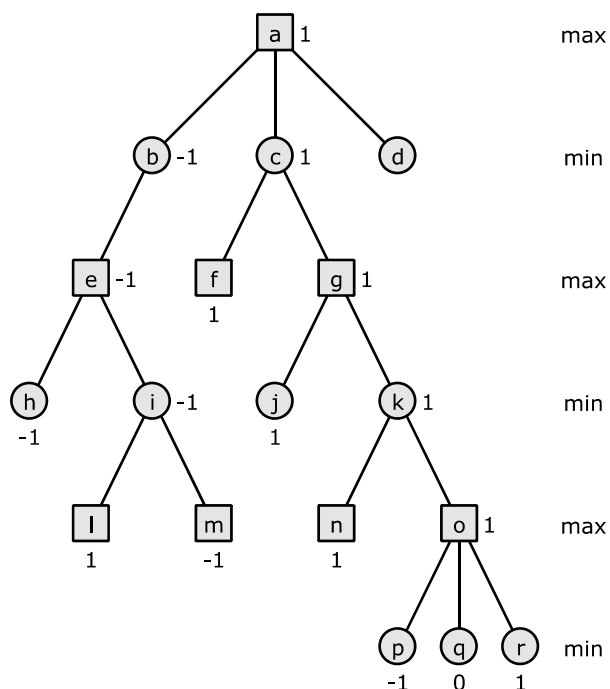 a 1 max
b -1 c 1 d min
e -1 f g 1 max
1
h i -1 j k 1 min
-1 1
l m n o 1 max
1 -1 1
p q r min
-1 0 1